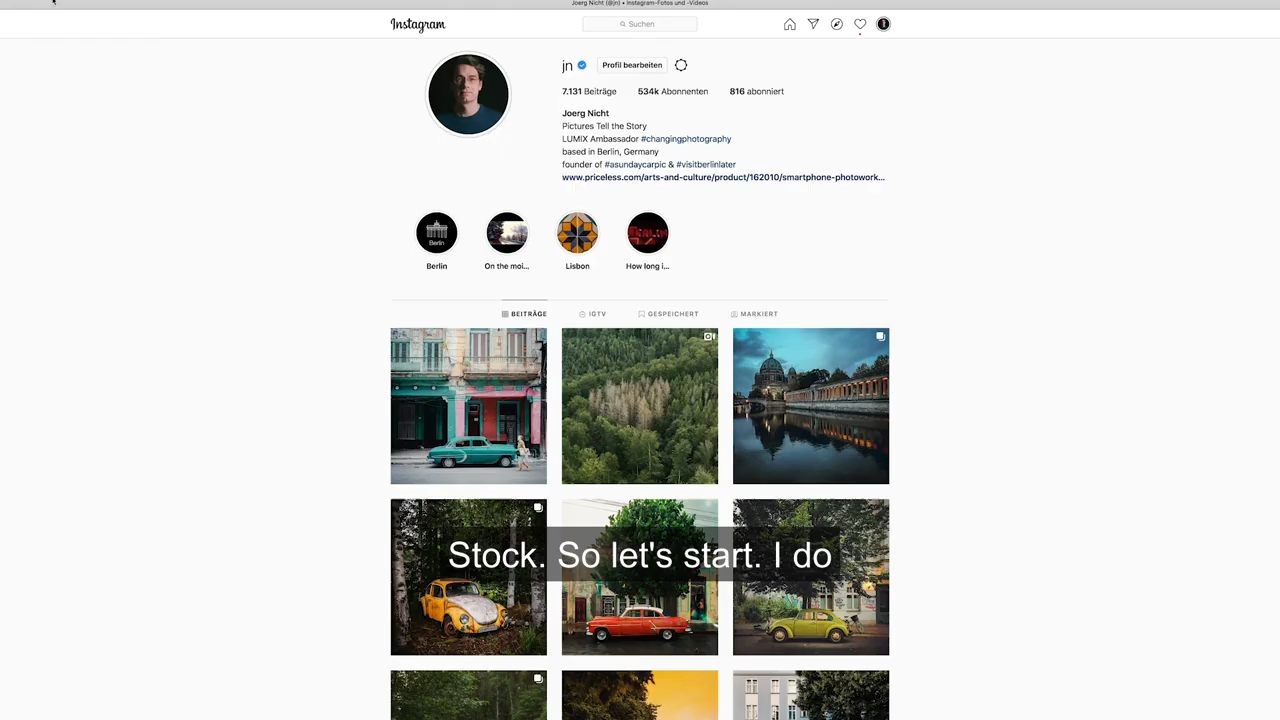 Joerg Nicht (@jn) • Instagram-Fotos und -Videos
Instagram
Suchen
jn
Profil bearbeiten
7.131 Beiträge 534k Abonnenten 816 abonniert
Joerg Nicht
Pictures Tell the Story
LUMIX Ambassador #changingphotography
based in Berlin, Germany
founder of #asundaycarpic & #visitberlinlater
www.priceless.com/arts-and-culture/product/162010/smartphone-photowork...
Berlin
Berlin On the moi... Lisbon How long i...
BEITRÄGE IGTV GESPEICHERT MARKIERT
Stock. So let's start. I do